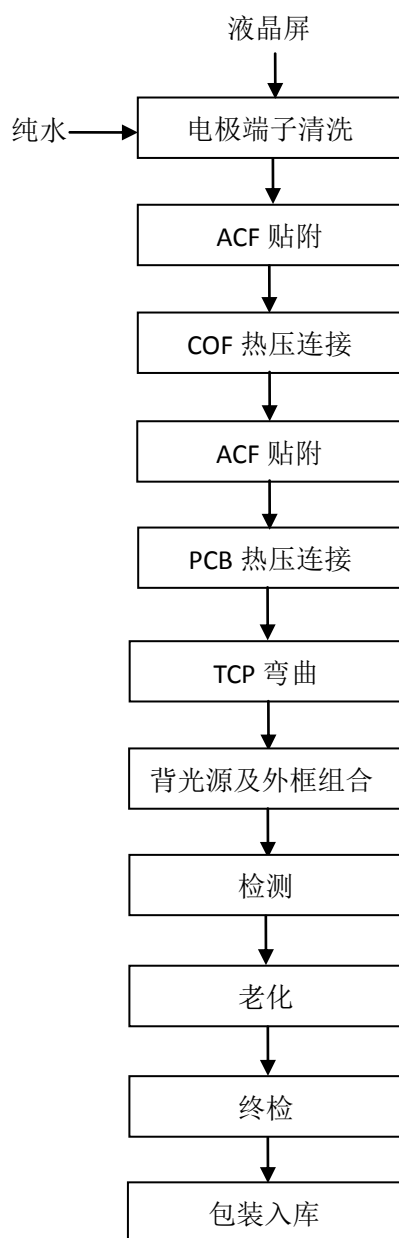 液晶屏
纯水
电极端子清洗
ACF 贴附
COF 热压连接
ACF 贴附
PCB 热压连接
TCP 弯曲
背光源及外框组合
检测
老化
终检
包装入库